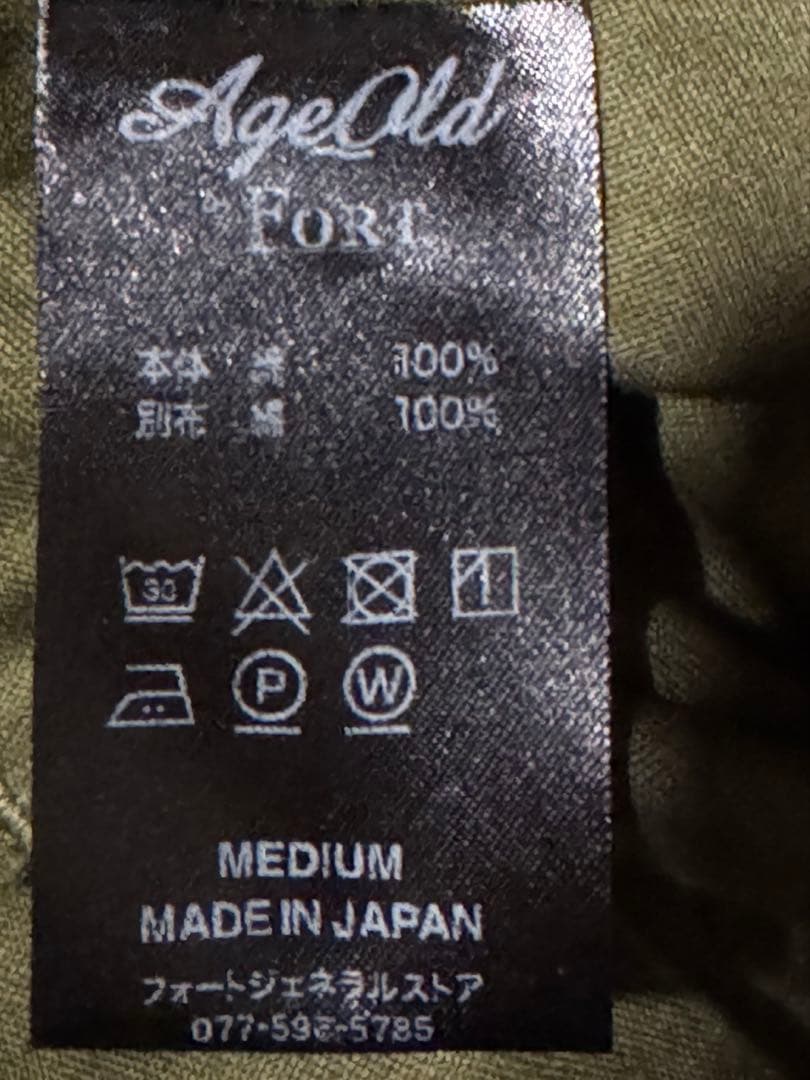 AgeOld
FORT
本体 綿 100%
別布 綿 100%
30
P W
MEDIUM
MADE IN JAPAN
フォートジェネラルストア